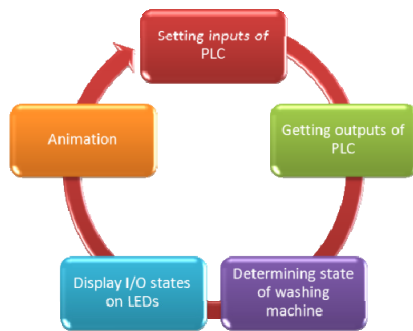 Setting inputs of
PLC
Getting outputs of
PLC
Determining state
of washing
machine
Display I/O states
on LEDs
Animation